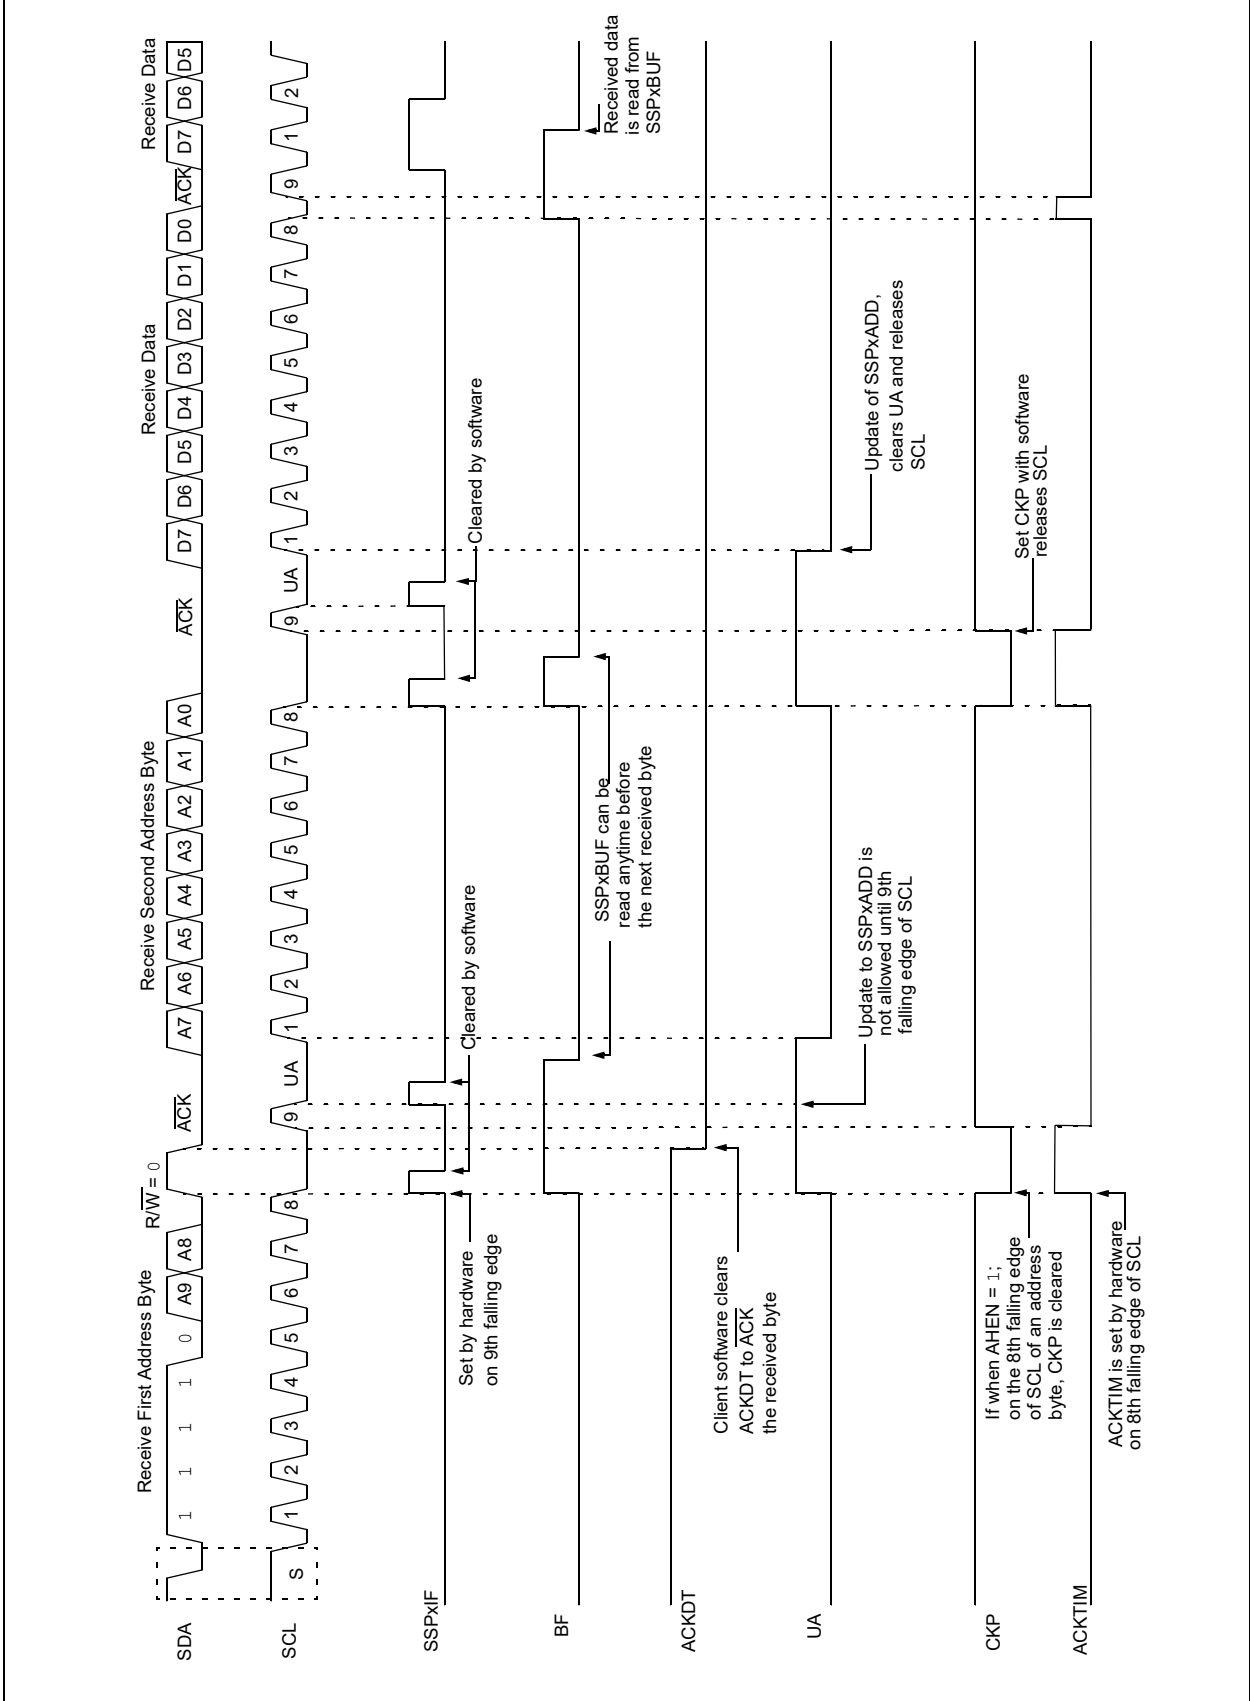 Receive First Address Byte
R/W = 0
Receive Second Address Byte
Receive Data
Receive Data
SDA
1 1 1 1 0 A9 A8 ACK A7 A6 A5 A4 A3 A2 A1 A0 ACK D7 D6 D5 D4 D3 D2 D1 D0 ACK D7 D6 D5
SCL
S 1 2 3 4 5 6 7 8 9 UA 1 2 3 4 5 6 7 8 9 UA 1 2 3 4 5 6 7 8 9 1 2
SSPxIF
Set by hardware
on 9th falling edge
Cleared by software
Cleared by software
BF
SSPxBUF can be
read anytime before
the next received byte
Received data
is read from
SSPxBUF
ACKDT
Client software clears
ACKDT to ACK
the received byte
UA
Update to SSPxADD is
not allowed until 9th
falling edge of SCL
Update of SSPxADD,
clears UA and releases
SCL
CKP
If when AHEN = 1;
on the 8th falling edge
of SCL of an address
byte, CKP is cleared
Set CKP with software
releases SCL
ACKTIM
ACKTIM is set by hardware
on 8th falling edge of SCL